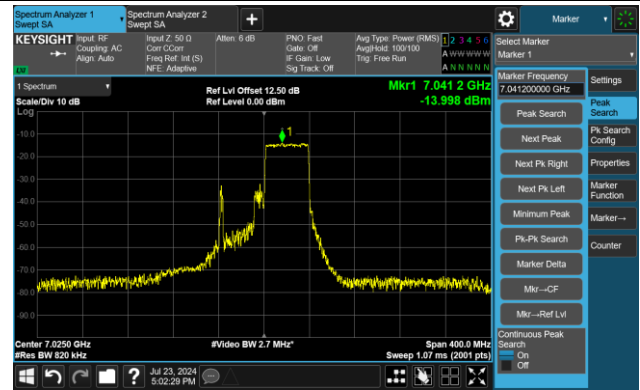 Spectrum Analyzer 1
Swept SA
Spectrum Analyzer 2
Swept SA
+
Marker
KEYSIGHT
Input: RF
Coupling: AC
Align: Auto
Input Z: 50 Ω
Corr CCorr
Freq Ref: Int (S)
NFE: Adaptive
Atten: 6 dB
PNO: Fast
Gate: Off
IF Gain: Low
Sig Track: Off
Avg Type: Power (RMS)
Avg|Hold: 100/100
Trig: Free Run
1 2 3 4 5 6
A W W W W W
A N N N N N
LXI
Select Marker
Marker 1
1 Spectrum
Scale/Div 10 dB
Log
Ref Lvl Offset 12.50 dB
Ref Level 0.00 dBm
Mkr1 7.041 2 GHz
-13.998 dBm
1
-10.0
-20.0
-30.0
-40.0
-50.0
-60.0
-70.0
-80.0
-90.0
Center 7.0250 GHz
#Res BW 820 kHz
#Video BW 2.7 MHz*
Span 400.0 MHz
Sweep 1.07 ms (2001 pts)
Marker Frequency
7.041200000 GHz
Peak Search
Next Peak
Next Pk Right
Next Pk Left
Minimum Peak
Pk-Pk Search
Marker Delta
Mkr→CF
Mkr→Ref Lvl
Continuous Peak
Search
On
Off
Settings
Peak
Search
Pk Search
Config
Properties
Marker
Function
Marker→
Counter
?
Jul 23, 2024
5:02:29 PM